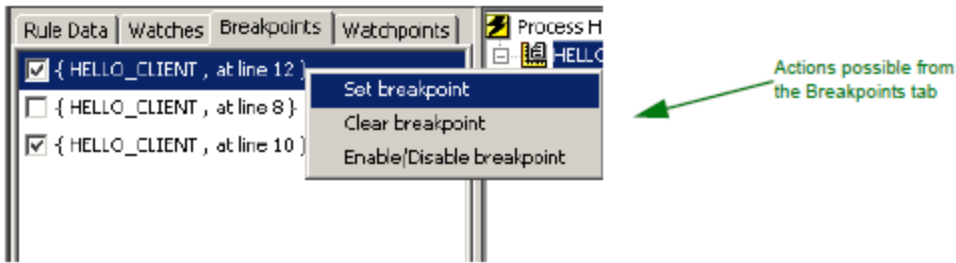 Rule Data Watches Breakpoints Watchpoints
Process H
HELLO
{ HELLO_CLIENT , at line 12 }
{ HELLO_CLIENT , at line 8 }
{ HELLO_CLIENT , at line 10 }
Set breakpoint
Clear breakpoint
Enable/Disable breakpoint
Actions possible from
the Breakpoints tab